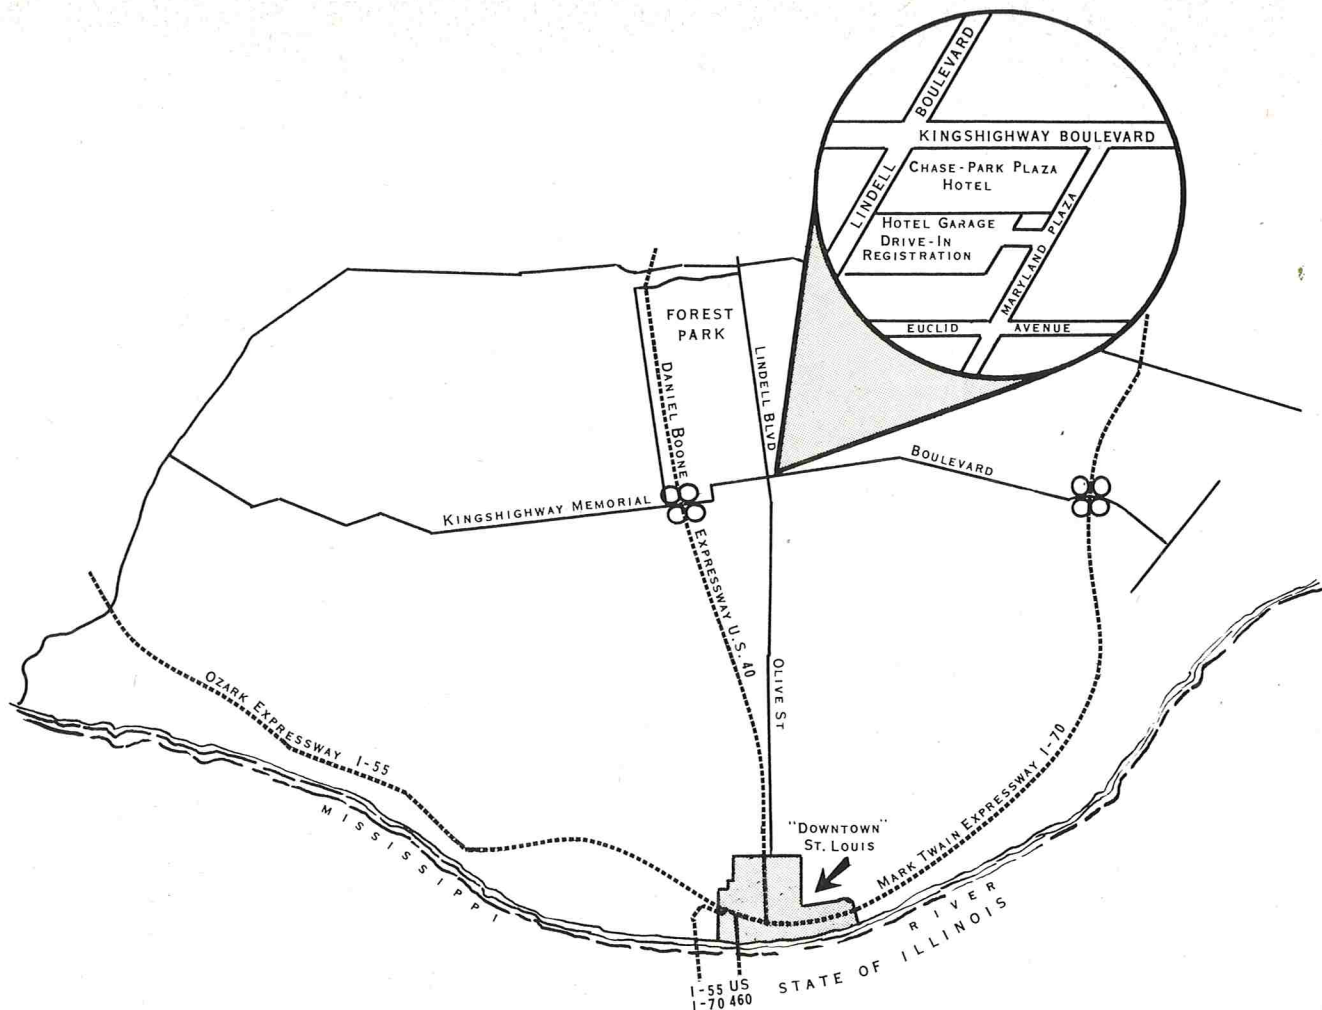 BOULEVARD
KINGSHIGHWAY BOULEVARD
LINDELL
CHASE-PARK PLAZA
HOTEL
HOTEL GARAGE
DRIVE-IN
REGISTRATION
MARYLAND PLAZA
EUCLID AVENUE
FOREST
PARK
DANIEL BOONE
LINDELL BLVD
BOULEVARD
KINGSHIGHWAY MEMORIAL
EXPRESSWAY U.S. 40
OLIVE ST
OZARK EXPRESSWAY I-55
MARK TWAIN EXPRESSWAY I-70
"DOWNTOWN"
ST. LOUIS
MISSISSIPPI
RIVER
STATE OF ILLINOIS
I-55 US
I-70 460